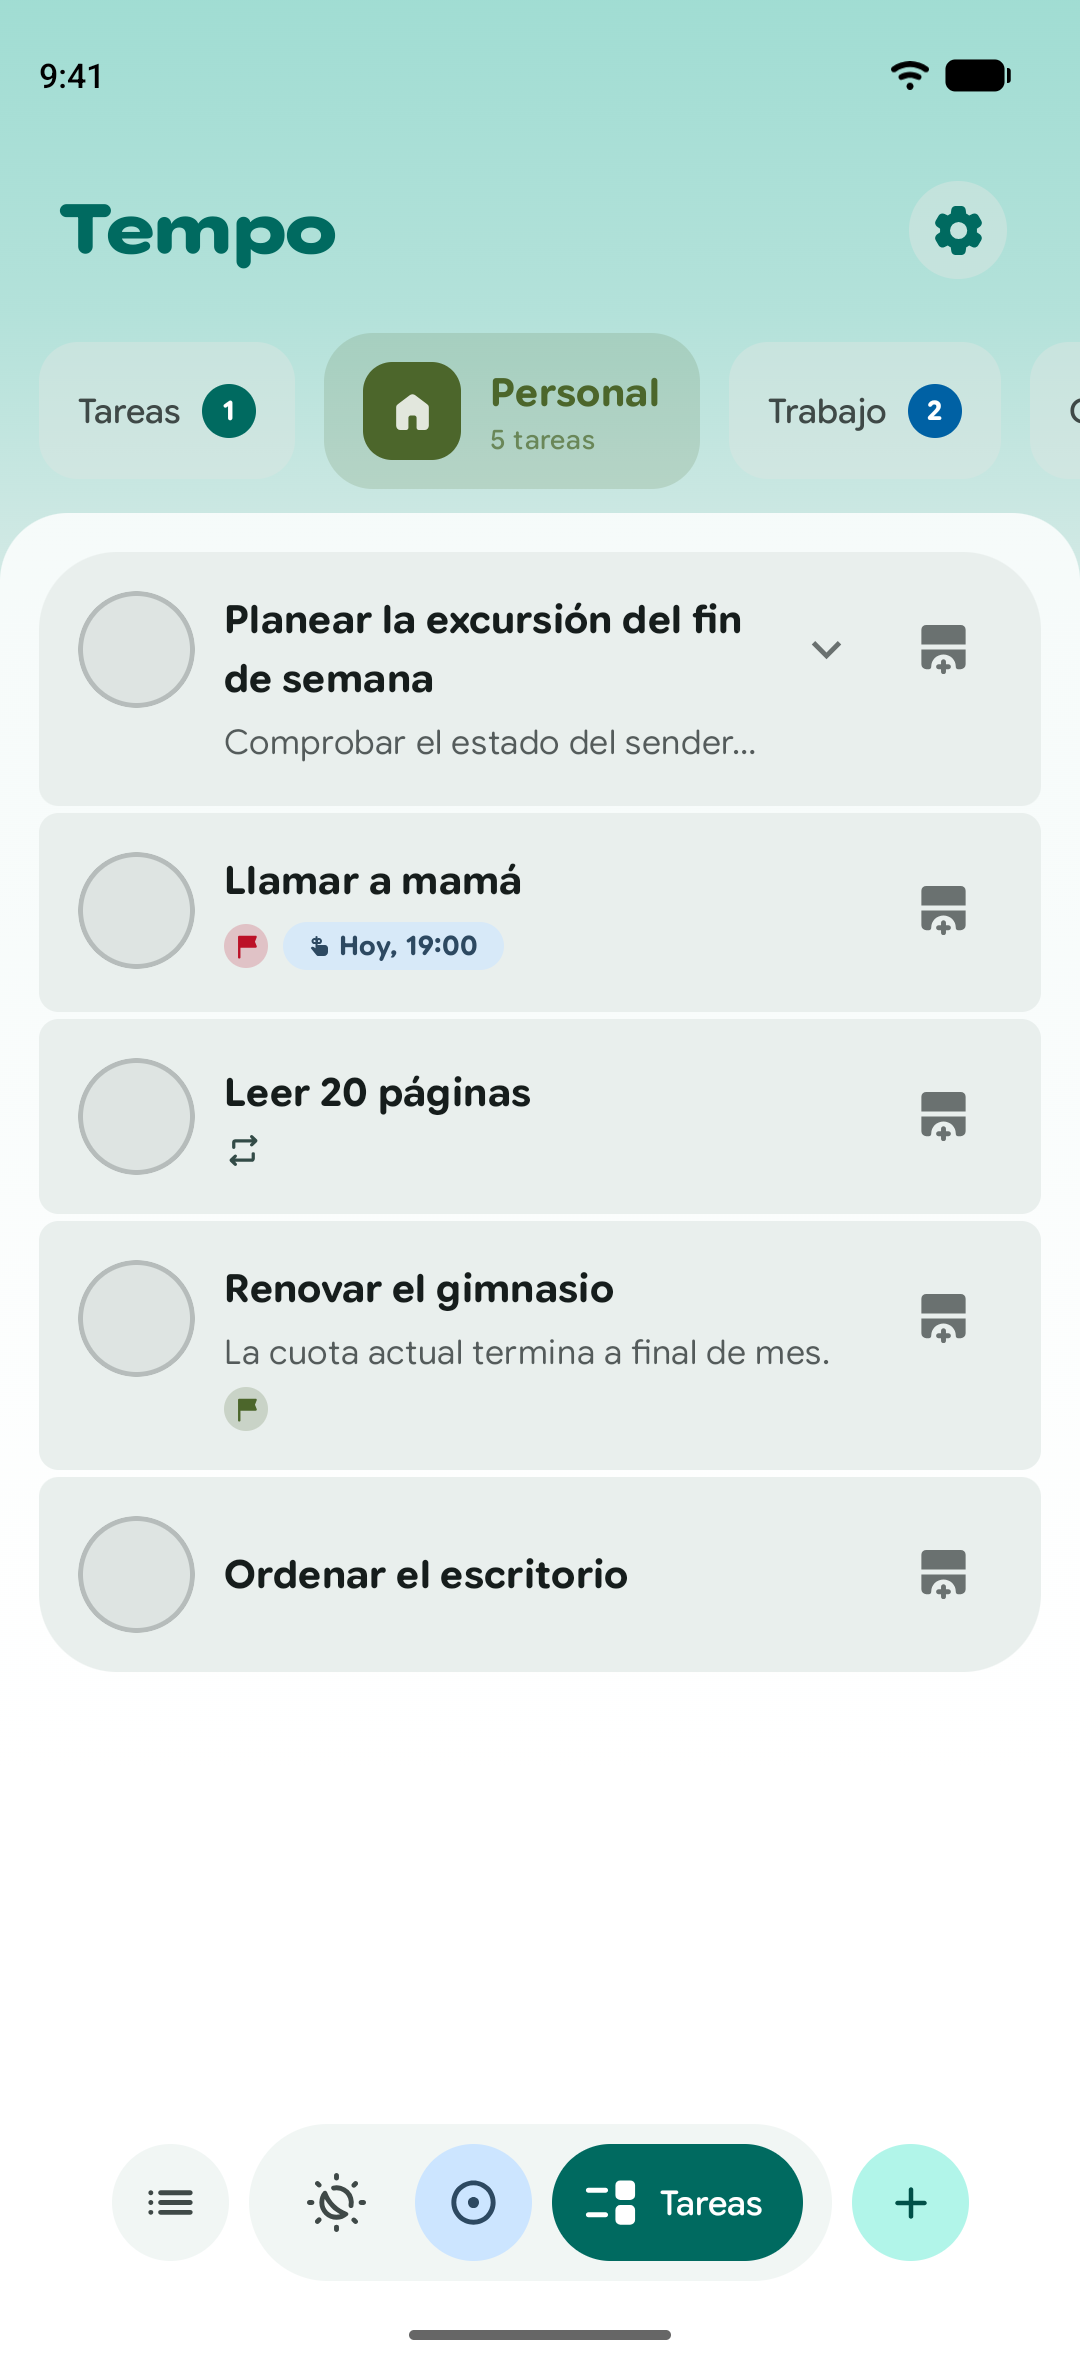 9:41
Tempo
Tareas 1
Personal
5 tareas
Trabajo 2
Planear la excursión del fin
de semana
Comprobar el estado del sender...
Llamar a mamá
Hoy, 19:00
Leer 20 páginas
Renovar el gimnasio
La cuota actual termina a final de mes.
Ordenar el escritorio
Tareas